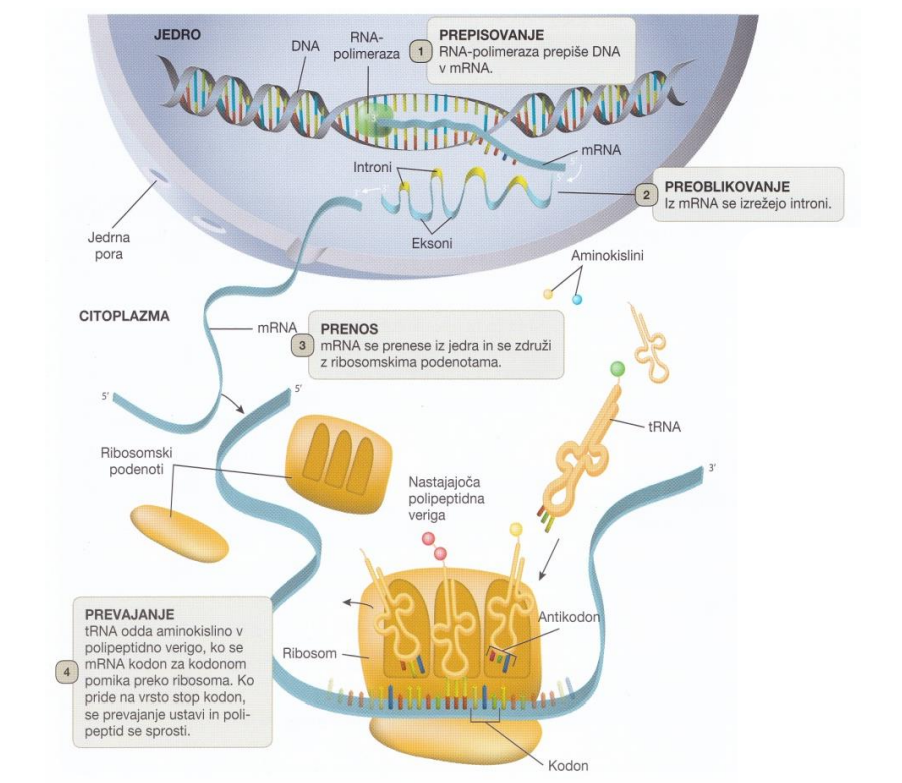 JEDRO
DNA
RNA-
polimeraza
1
PREPISOVANJE
RNA-polimeraza prepiše DNA
v mRNA.
mRNA
Introni
2
PREOBLIKOVANJE
Iz mRNA se izrežejo introni.
Eksoni
Jedrna
pora
Aminokislini
CITOPLAZMA
mRNA
3
PRENOS
mRNA se prenese iz jedra in se združi
z ribosomskima podenotama.
5'
5'
tRNA
Ribosomski
podenoti
3'
Nastajajoča
polipeptidna
veriga
4
PREVAJANJE
tRNA odda aminokislino v
polipeptidno verigo, ko se
mRNA kodon za kodonom
pomika preko ribosoma. Ko
pride na vrsto stop kodon,
se prevajanje ustavi in poli-
peptid se sprosti.
Antikodon
Ribosom
Kodon